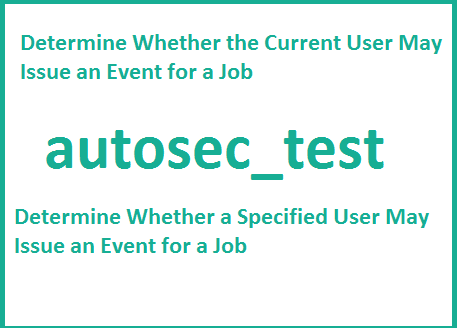 Determine Whether the Current User May
Issue an Event for a Job
autosec_test
Determine Whether a Specified User May
Issue an Event for a Job